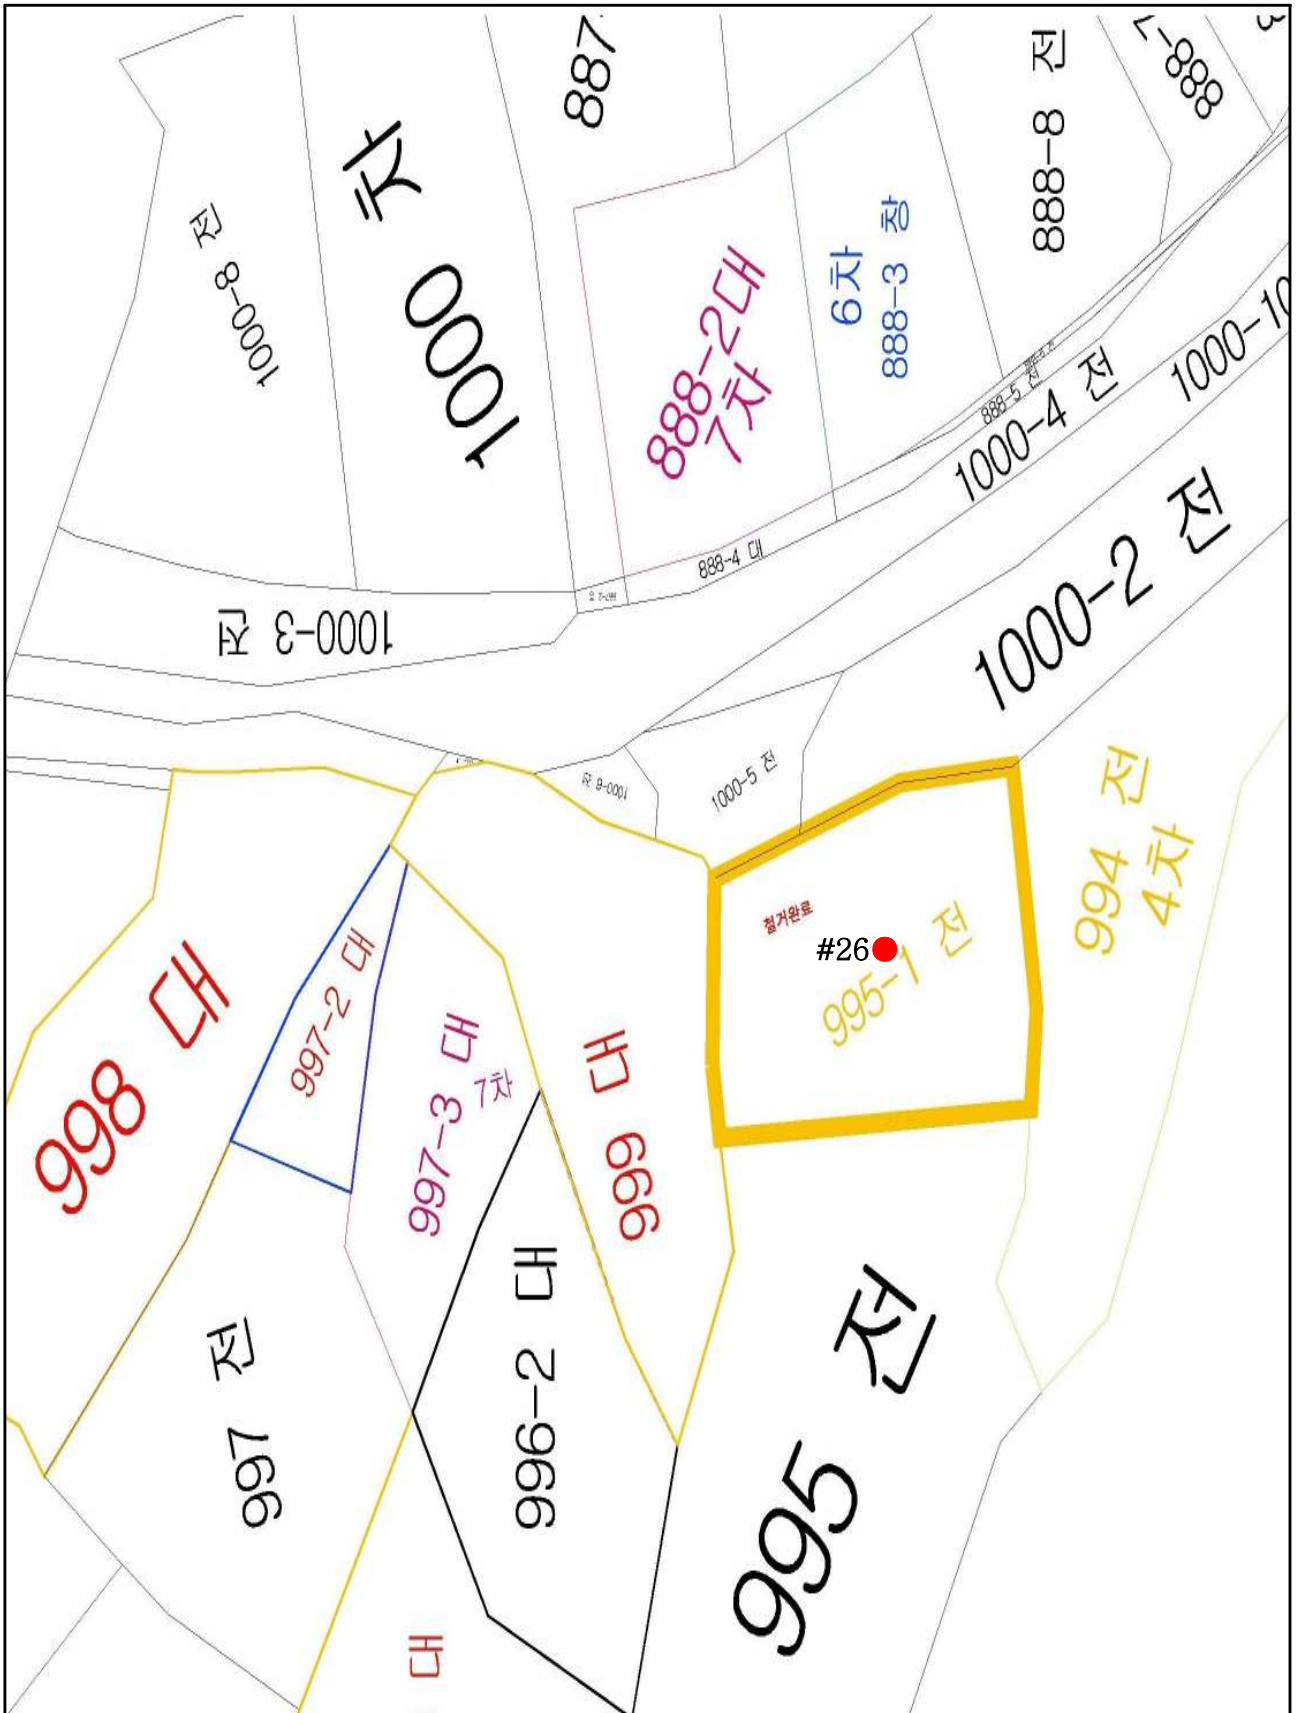 887
888-8 전
888-7
1000-8 전
1000 전
888-2대
7차
6차
888-3 창
888-5 전
1000-4 전
1000-10
888-4 대
1000-3 전
1000-2 전
1000-6 전
1000-5 전
994 전
4차
철거완료
#26
995-1 전
998 대
997-2 대
997-3 대
7차
999 대
996-2 대
997 전
995 전
대